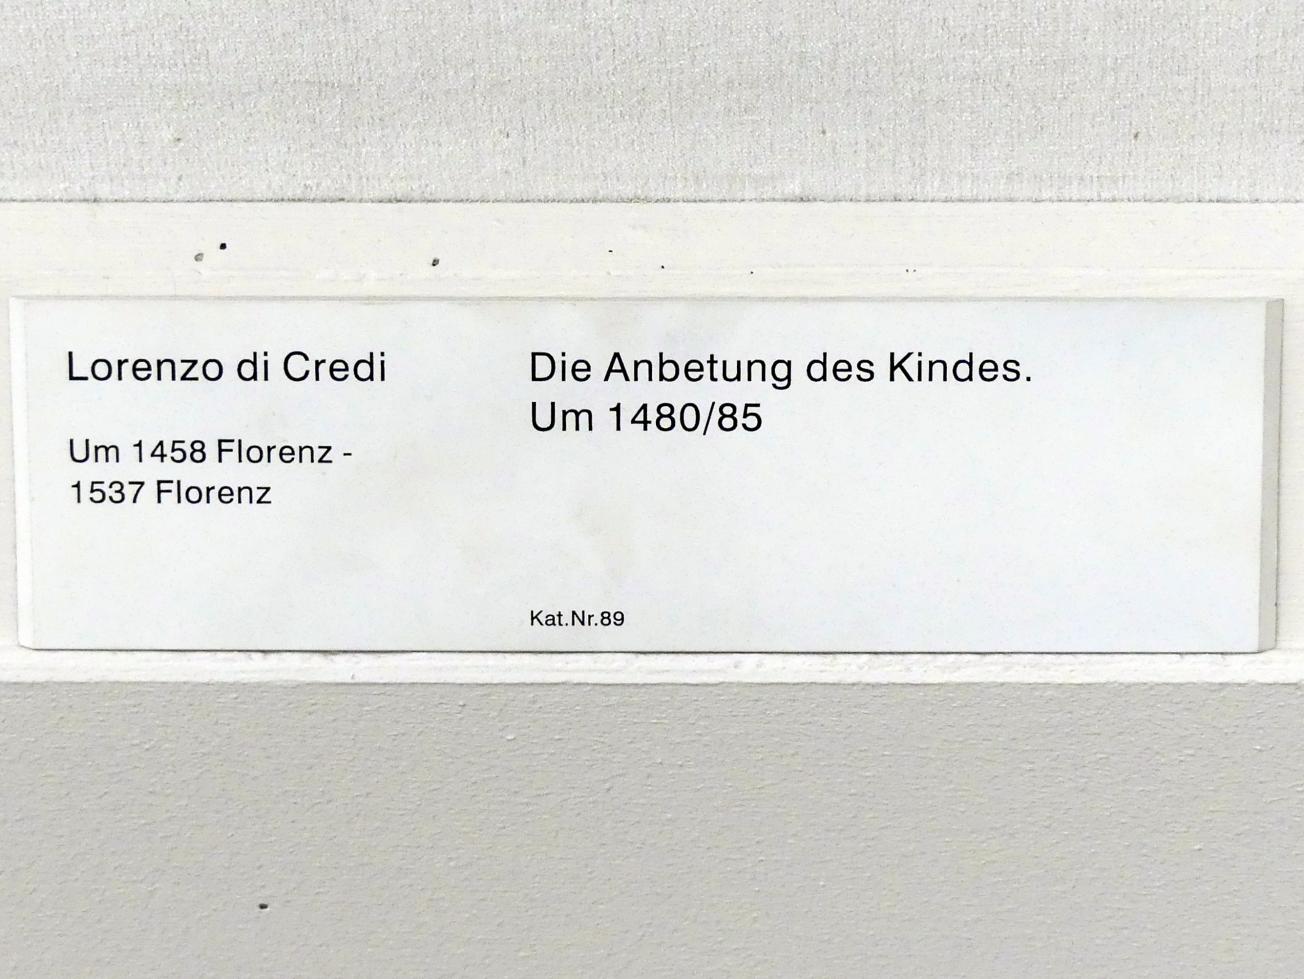 Lorenzo di Credi
Um 1458 Florenz -
1537 Florenz
Die Anbetung des Kindes.
Um 1480/85
Kat.Nr.89